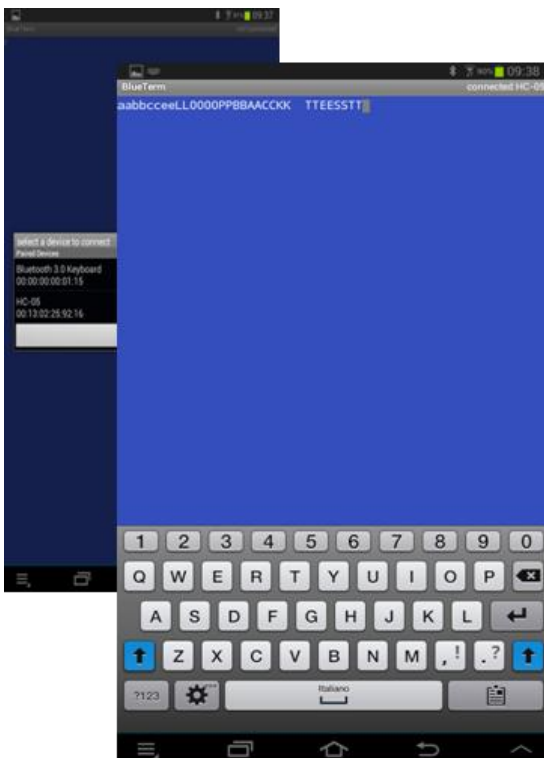 09:37
select a device to connect
Paired Devices
Bluetooth 3.0 Keyboard
00:00:00:00:01:15
HC-05
00:13:02:25:92:16
90% 09:38
BlueTerm
connected: HC-05
aabbcceeLL0000PPBBAACCKK TTEESSTT
1 2 3 4 5 6 7 8 9 0
Q W E R T Y U I O P
A S D F G H J K L
Z X C V B N M , ! . ?
?123
Italiano